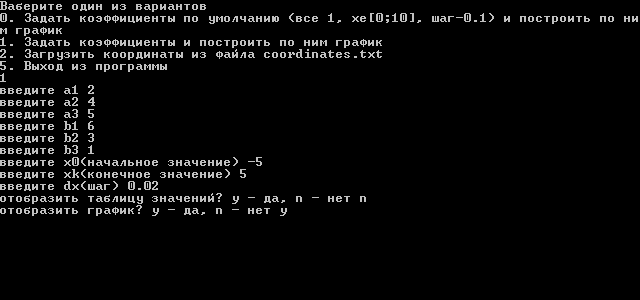 Ваберите один из вариантов
0. Задать коэффициенты по умолчанию (все 1, xе[0;10], шаг-0.1) и построить по ни
м график
1. Задать коэффициенты и построить по ним график
2. Загрузить координаты из файла coordinates.txt
5. Выход из программы
1
введите a1 2
введите a2 4
введите a3 5
введите b1 6
введите b2 3
введите b3 1
введите x0(начальное значение) -5
введите xk(конечное значение) 5
введите dx(шаг) 0.02
отобразить таблицу значений? y - да, n - нет n
отобразить график? y - да, n - нет y